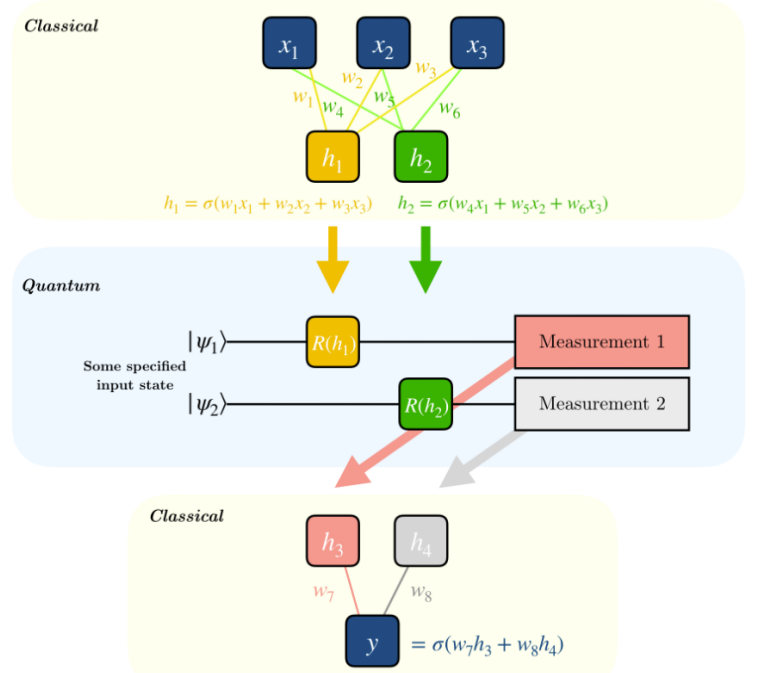 Classical
x₁ x₂ x₃
w₁ w₄ w₂ w₅ w₃ w₆
h₁ h₂
h₁ = σ(w₁x₁ + w₂x₂ + w₃x₃) h₂ = σ(w₄x₁ + w₅x₂ + w₆x₃)
Quantum
|ψ₁⟩ R(h₁) Measurement 1
Some specified
input state
|ψ₂⟩ R(h₂) Measurement 2
Classical
h₃ h₄
w₇ w₈
y = σ(w₇h₃ + w₈h₄)